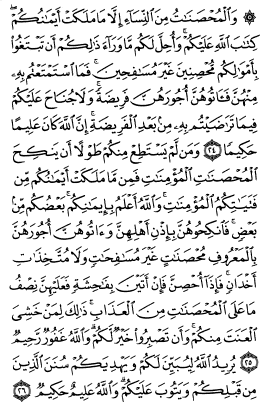 ۞ وَالْمُحْصَنَاتُ مِنَ النِّسَاءِ إِلَّا مَا مَلَكَتْ أَيْمَانُكُمْ
كِتَابَ اللَّهِ عَلَيْكُمْ وَأُحِلَّ لَكُم مَّا وَرَاءَ ذَٰلِكُمْ أَن تَبْتَغُوا
بِأَمْوَالِكُم مُّحْصِنِينَ غَيْرَ مُسَافِحِينَ فَمَا اسْتَمْتَعْتُم بِهِ
مِنْهُنَّ فَآتُوهُنَّ أُجُورَهُنَّ فَرِيضَةً وَلَا جُنَاحَ عَلَيْكُمْ
فِيمَا تَرَاضَيْتُم بِهِ مِن بَعْدِ الْفَرِيضَةِ إِنَّ اللَّهَ كَانَ عَلِيمًا
حَكِيمًا ٢٤ وَمَن لَّمْ يَسْتَطِعْ مِنكُمْ طَوْلًا أَن يَنكِحَ
الْمُحْصَنَاتِ الْمُؤْمِنَاتِ فَمِن مَّا مَلَكَتْ أَيْمَانُكُم مِّن
فَتَيَاتِكُمُ الْمُؤْمِنَاتِ وَاللَّهُ أَعْلَمُ بِإِيمَانِكُم بَعْضُكُم مِّن
بَعْضٍ فَانكِحُوهُنَّ بِإِذْنِ أَهْلِهِنَّ وَآتُوهُنَّ أُجُورَهُنَّ
بِالْمَعْرُوفِ مُحْصَنَاتٍ غَيْرَ مُسَافِحَاتٍ وَلَا مُتَّخِذَاتِ
أَخْدَانٍ فَإِذَا أُحْصِنَّ فَإِنْ أَتَيْنَ بِفَاحِشَةٍ فَعَلَيْهِنَّ نِصْفُ
مَا عَلَى الْمُحْصَنَاتِ مِنَ الْعَذَابِ ذَٰلِكَ لِمَنْ خَشِيَ
الْعَنَتَ مِنكُمْ وَأَن تَصْبِرُوا خَيْرٌ لَّكُمْ وَاللَّهُ غَفُورٌ رَّحِيمٌ
٢٥ يُرِيدُ اللَّهُ لِيُبَيِّنَ لَكُمْ وَيَهْدِيَكُمْ سُنَنَ الَّذِينَ
مِن قَبْلِكُمْ وَيَتُوبَ عَلَيْكُمْ وَاللَّهُ عَلِيمٌ حَكِيمٌ ٢٦